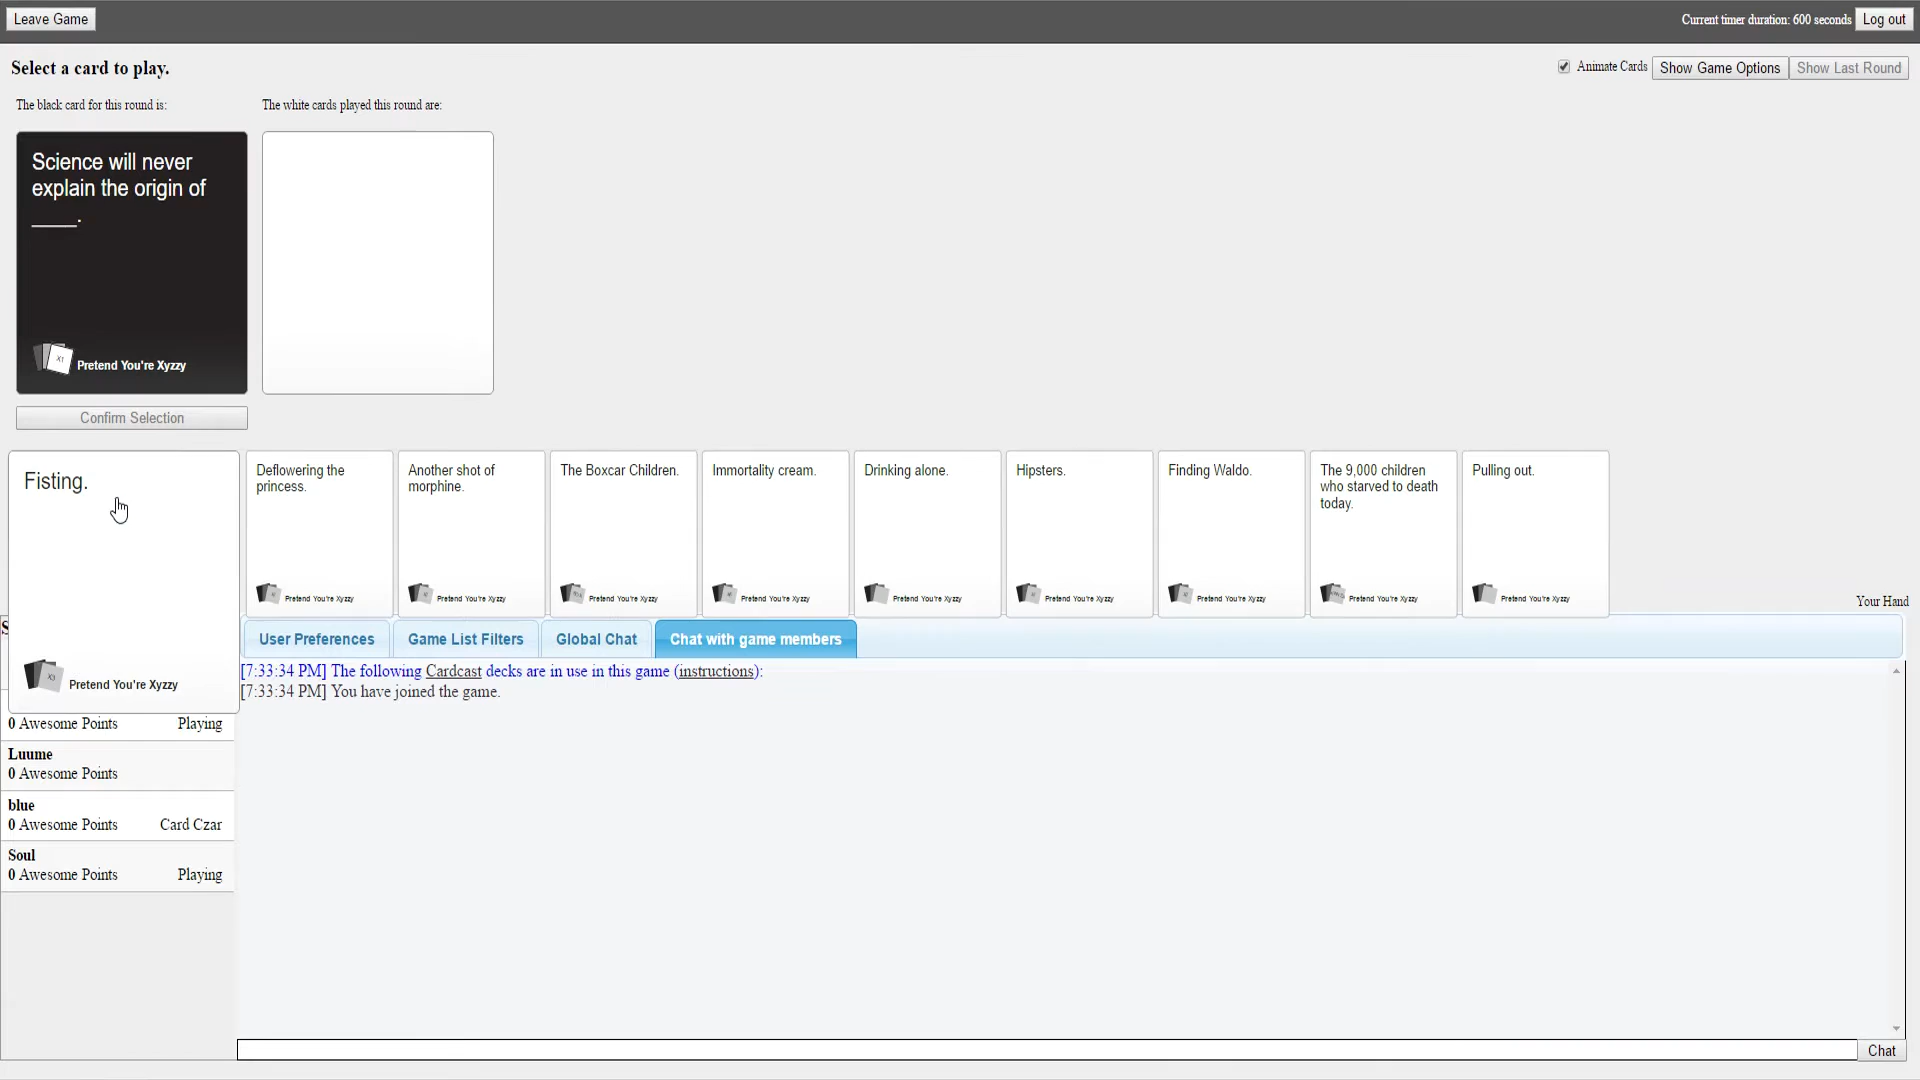 Leave Game
Current timer duration: 600 seconds
Log out
Select a card to play.
Animate Cards
Show Game Options
Show Last Round
The black card for this round is:
The white cards played this round are:
Science will never
explain the origin of
____.
X1
Pretend You're Xyzzy
Confirm Selection
Fisting.
X3
Pretend You're Xyzzy
Deflowering the
princess.
Pretend You're Xyzzy
Another shot of
morphine.
Pretend You're Xyzzy
The Boxcar Children.
Pretend You're Xyzzy
Immortality cream.
Pretend You're Xyzzy
Drinking alone.
Pretend You're Xyzzy
Hipsters.
Pretend You're Xyzzy
Finding Waldo.
Pretend You're Xyzzy
The 9,000 children
who starved to death
today.
Pretend You're Xyzzy
Pulling out.
Pretend You're Xyzzy
Your Hand
User Preferences
Game List Filters
Global Chat
Chat with game members
[7:33:34 PM] The following Cardcast decks are in use in this game (instructions):
[7:33:34 PM] You have joined the game.
0 Awesome Points Playing
Luume
0 Awesome Points
blue
0 Awesome Points Card Czar
Soul
0 Awesome Points Playing
Chat